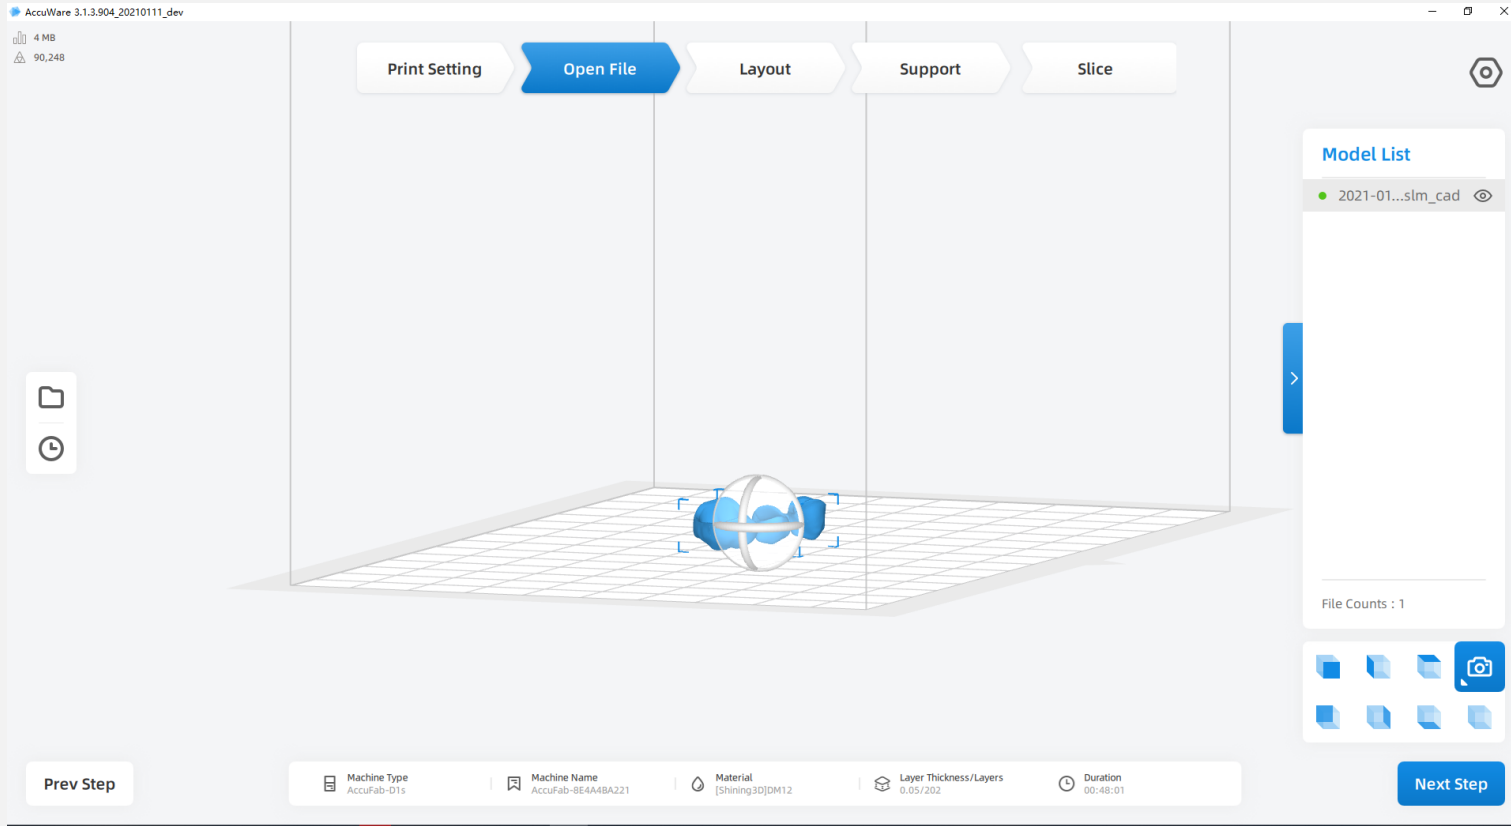 AccuWare 3.1.3.904_20210111_dev
4 MB
90,248
Print Setting
Open File
Layout
Support
Slice
Model List
2021-01...slm_cad
File Counts : 1
Prev Step
Machine Type
AccuFab-D1s
Machine Name
AccuFab-8E4A4BA221
Material
[Shining3D]DM12
Layer Thickness/Layers
0.05/202
Duration
00:48:01
Next Step